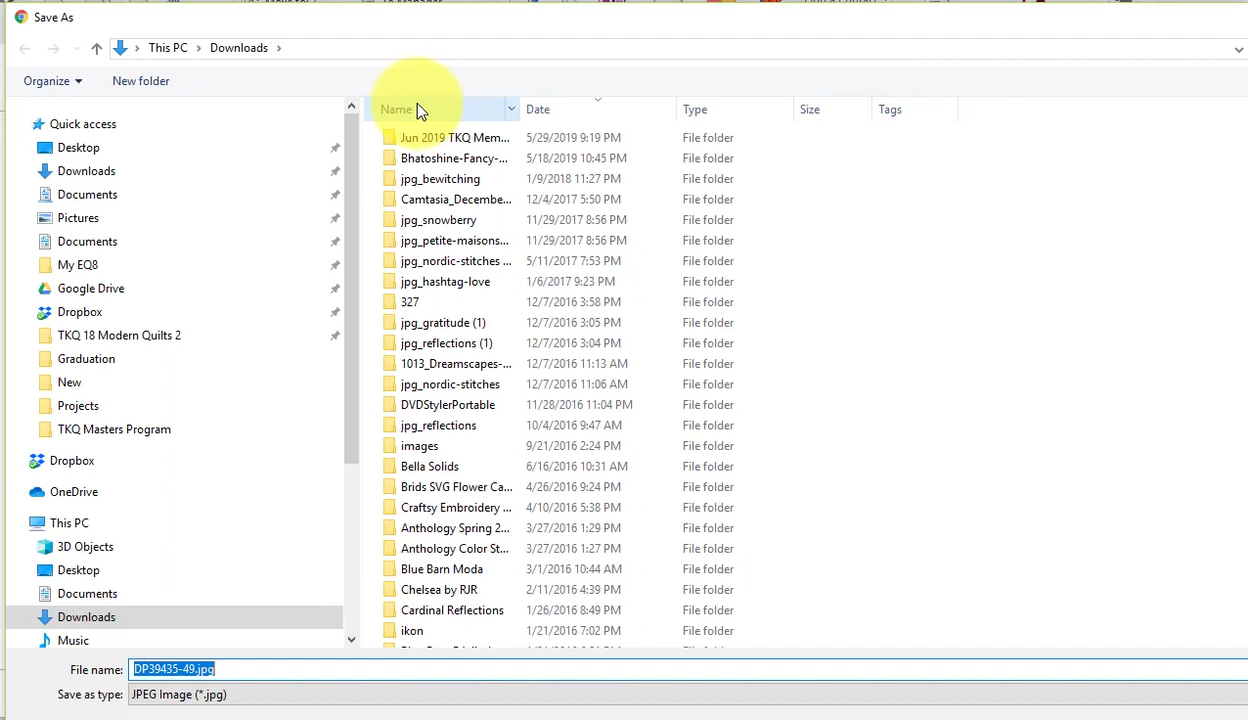 Save As
This PC > Downloads >
Organize New folder
Quick access
Desktop
Downloads
Documents
Pictures
Documents
My EQ8
Google Drive
Dropbox
TKQ 18 Modern Quilts 2
Graduation
New
Projects
TKQ Masters Program
Dropbox
OneDrive
This PC
3D Objects
Desktop
Documents
Downloads
Music
Name Date Type Size Tags
Jun 2019 TKQ Mem... 5/29/2019 9:19 PM File folder
Bhatoshine-Fancy-... 5/18/2019 10:45 PM File folder
jpg_bewitching 1/9/2018 11:27 PM File folder
Camtasia_Decembe... 12/4/2017 5:50 PM File folder
jpg_snowberry 11/29/2017 8:56 PM File folder
jpg_petite-maisons... 11/29/2017 8:56 PM File folder
jpg_nordic-stitches ... 5/11/2017 7:53 PM File folder
jpg_hashtag-love 1/6/2017 9:23 PM File folder
327 12/7/2016 3:58 PM File folder
jpg_gratitude (1) 12/7/2016 3:05 PM File folder
jpg_reflections (1) 12/7/2016 3:04 PM File folder
1013_Dreamscapes-... 12/7/2016 11:13 AM File folder
jpg_nordic-stitches 12/7/2016 11:06 AM File folder
DVDStylerPortable 11/28/2016 11:04 PM File folder
jpg_reflections 10/4/2016 9:47 AM File folder
images 9/21/2016 2:24 PM File folder
Bella Solids 6/16/2016 10:31 AM File folder
Brids SVG Flower Ca... 4/26/2016 9:24 PM File folder
Craftsy Embroidery ... 4/10/2016 5:38 PM File folder
Anthology Spring 2... 3/27/2016 1:29 PM File folder
Anthology Color St... 3/27/2016 1:27 PM File folder
Blue Barn Moda 3/1/2016 10:44 AM File folder
Chelsea by RJR 2/11/2016 4:39 PM File folder
Cardinal Reflections 1/26/2016 8:49 PM File folder
ikon 1/21/2016 7:02 PM File folder
File name: DP39435-49.jpg
Save as type: JPEG Image (*.jpg)